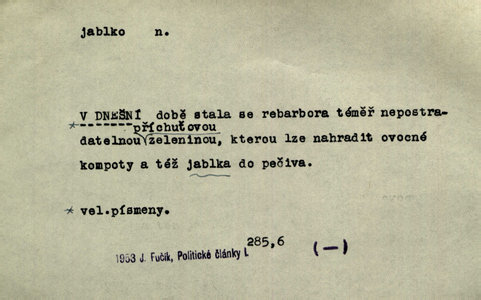 jablko n.
* V DNEŠNÍ době stala se rebarbora téměř nepostra-
příchuťovou
datelnou zeleninou, kterou lze nahradit ovocné
kompoty a též jablka do pečiva.
* vel.písmeny.
1953 J. Fučík, Politické články I. 285,6 (—)